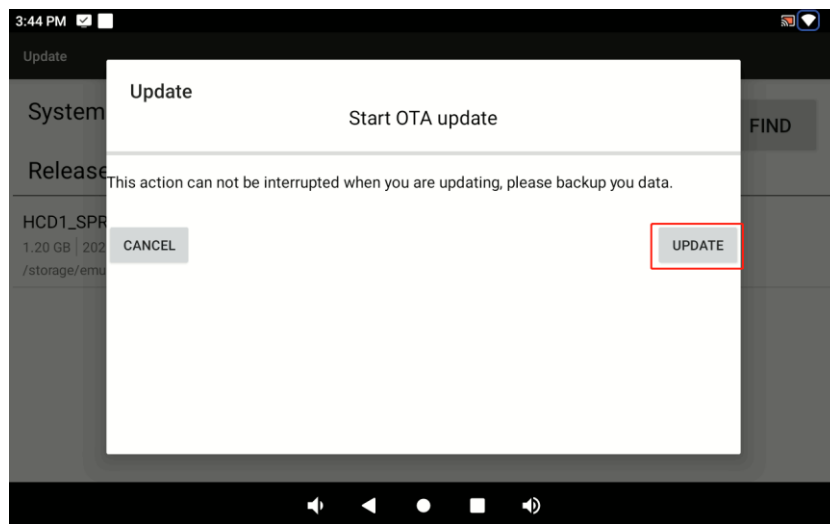 3:44 PM
Update
Update
Start OTA update
System
FIND
Release
This action can not be interrupted when you are updating, please backup you data.
HCD1_SPR
CANCEL
UPDATE
1.20 GB | 202
/storage/emu